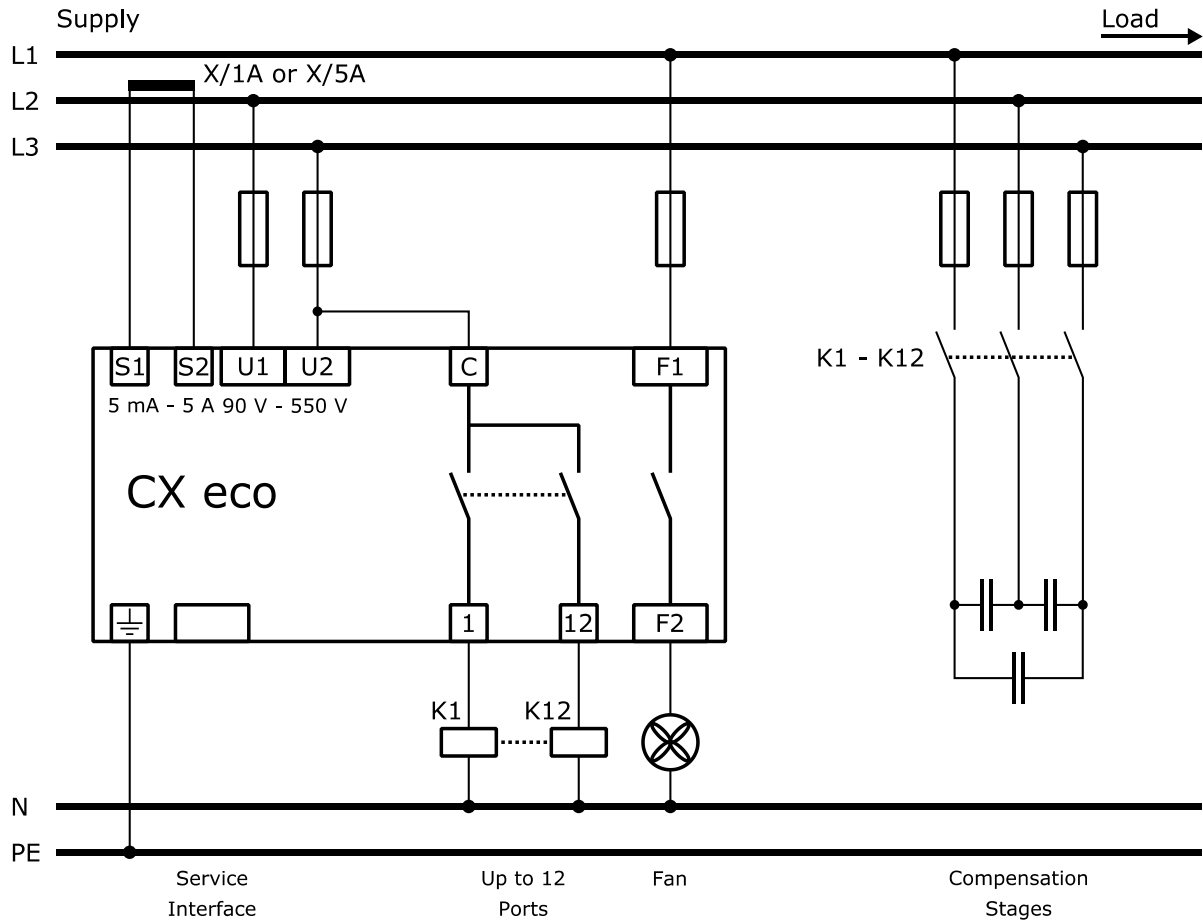 Supply
Load
L1
X/1A or X/5A
L2
L3
S1 S2 U1 U2 C F1
K1 - K12
5 mA - 5 A 90 V - 550 V
CX eco
1 12 F2
K1 K12
N
PE
Service
Interface
Up to 12
Ports
Fan
Compensation
Stages